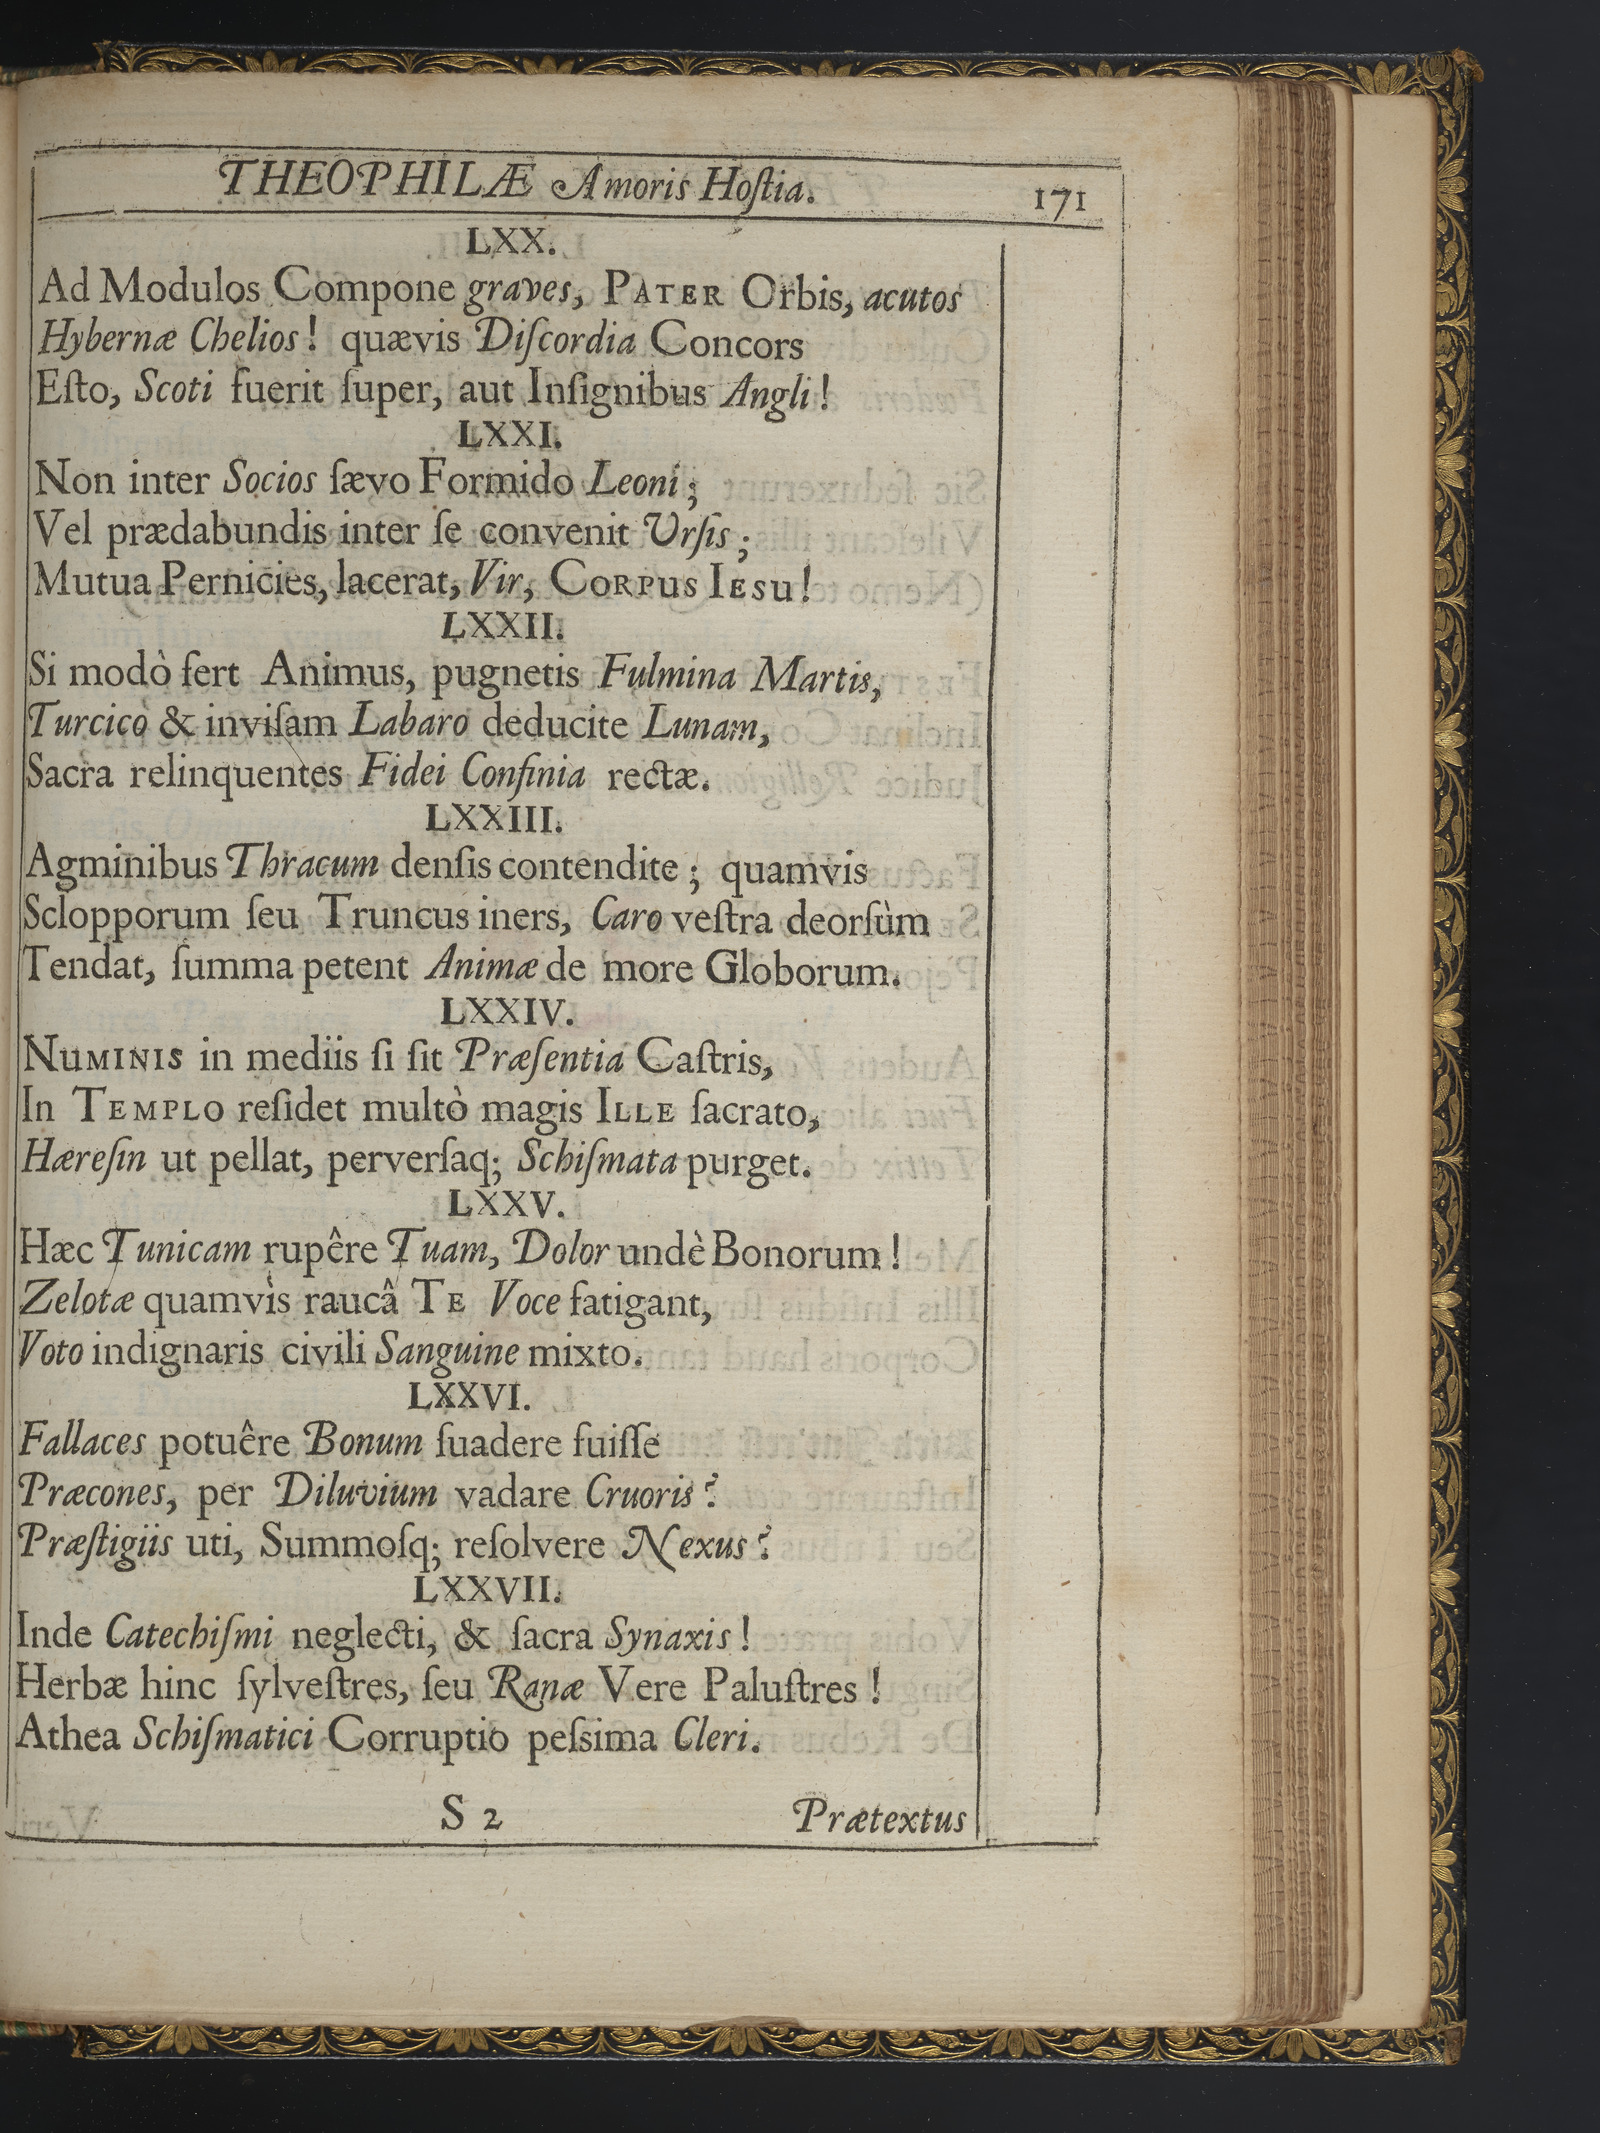 THEOPHILÆ Amoris Hoſtia. 171
LXX.
Ad Modulos Compone graves, PATER Orbis, acutos
Hybernæ Chelios! quævis Diſcordia Concors
Eſto, Scoti fuerit ſuper, aut Inſignibus Angli!
LXXI.
Non inter Socios ſævo Formido Leoni;
Vel prædabundis inter ſe convenit Urſis;
Mutua Pernicies, lacerat, Vir, CORPUS IESU!
LXXII.
Si modò fert Animus, pugnetis Fulmina Martis,
Turcicò & inviſam Labaro deducite Lunam,
Sacra relinquentes Fidei Confinia rectæ.
LXXIII.
Agminibus Thracum denſis contendite; quamvis
Sclopporum ſeu Truncus iners, Caro veſtra deorſùm
Tendat, ſumma petent Animæ de more Globorum.
LXXIV.
NUMINIS in mediis ſi ſit Præſentia Caſtris,
In TEMPLO reſidet multò magis ILLE ſacrato,
Hæreſin ut pellat, perverſaq; Schiſmata purget.
LXXV.
Hæc Tunicam rupêre Tuam, Dolor undè Bonorum!
Zelotæ quamvis raucâ TE Voce fatigant,
Voto indignaris civili Sanguine mixto.
LXXVI.
Fallaces potuêre Bonum ſuadere fuiſſe
Præcones, per Diluvium vadare Cruoris?
Præſtigiis uti, Summoſq; reſolvere Nexus?
LXXVII.
Inde Catechiſmi neglecti, & ſacra Synaxis!
Herbæ hinc ſylveſtres, ſeu Ranæ Vere Paluſtres!
Athea Schiſmatici Corruptio peſsima Cleri.
S 2 Prætextus